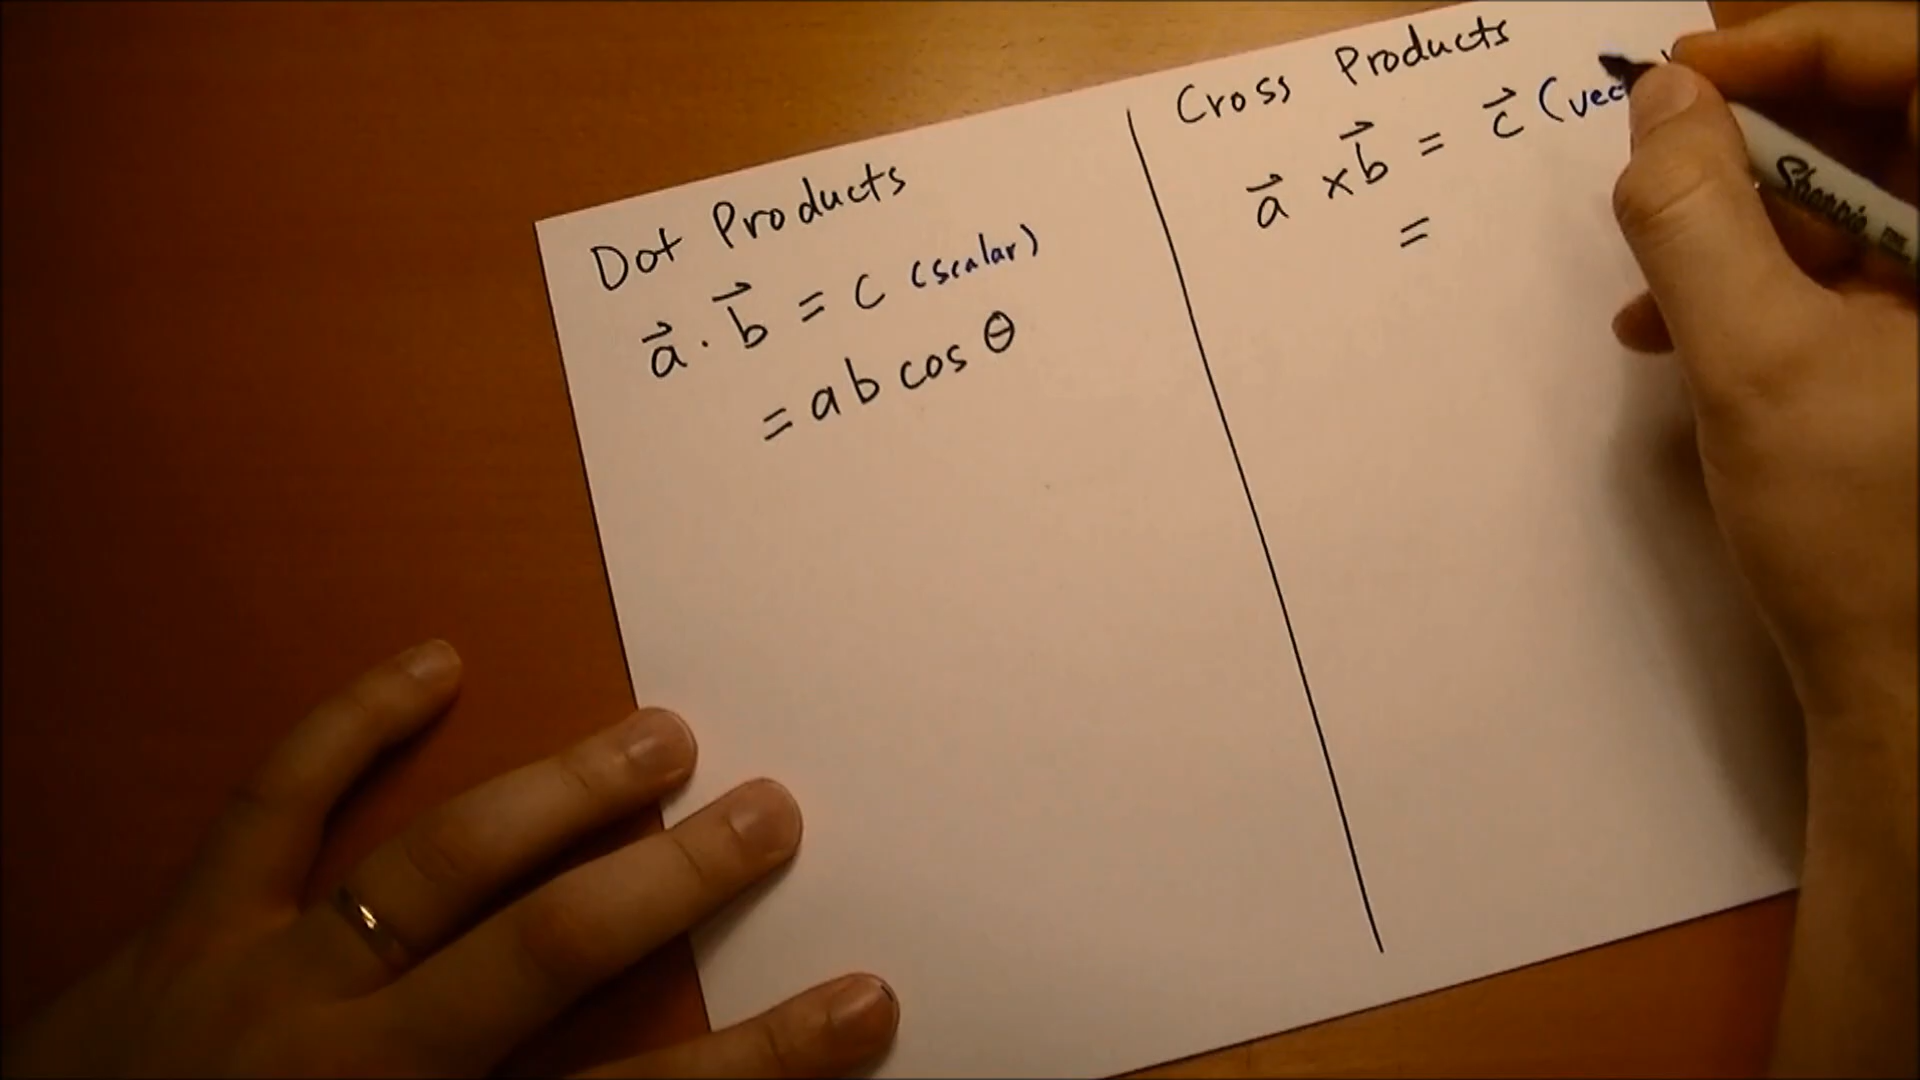 Dot Products
a⃗ · b⃗ = c (scalar)
= ab cos θ
Cross Products
a⃗ × b⃗ = c⃗ (vec
=
Sharpie